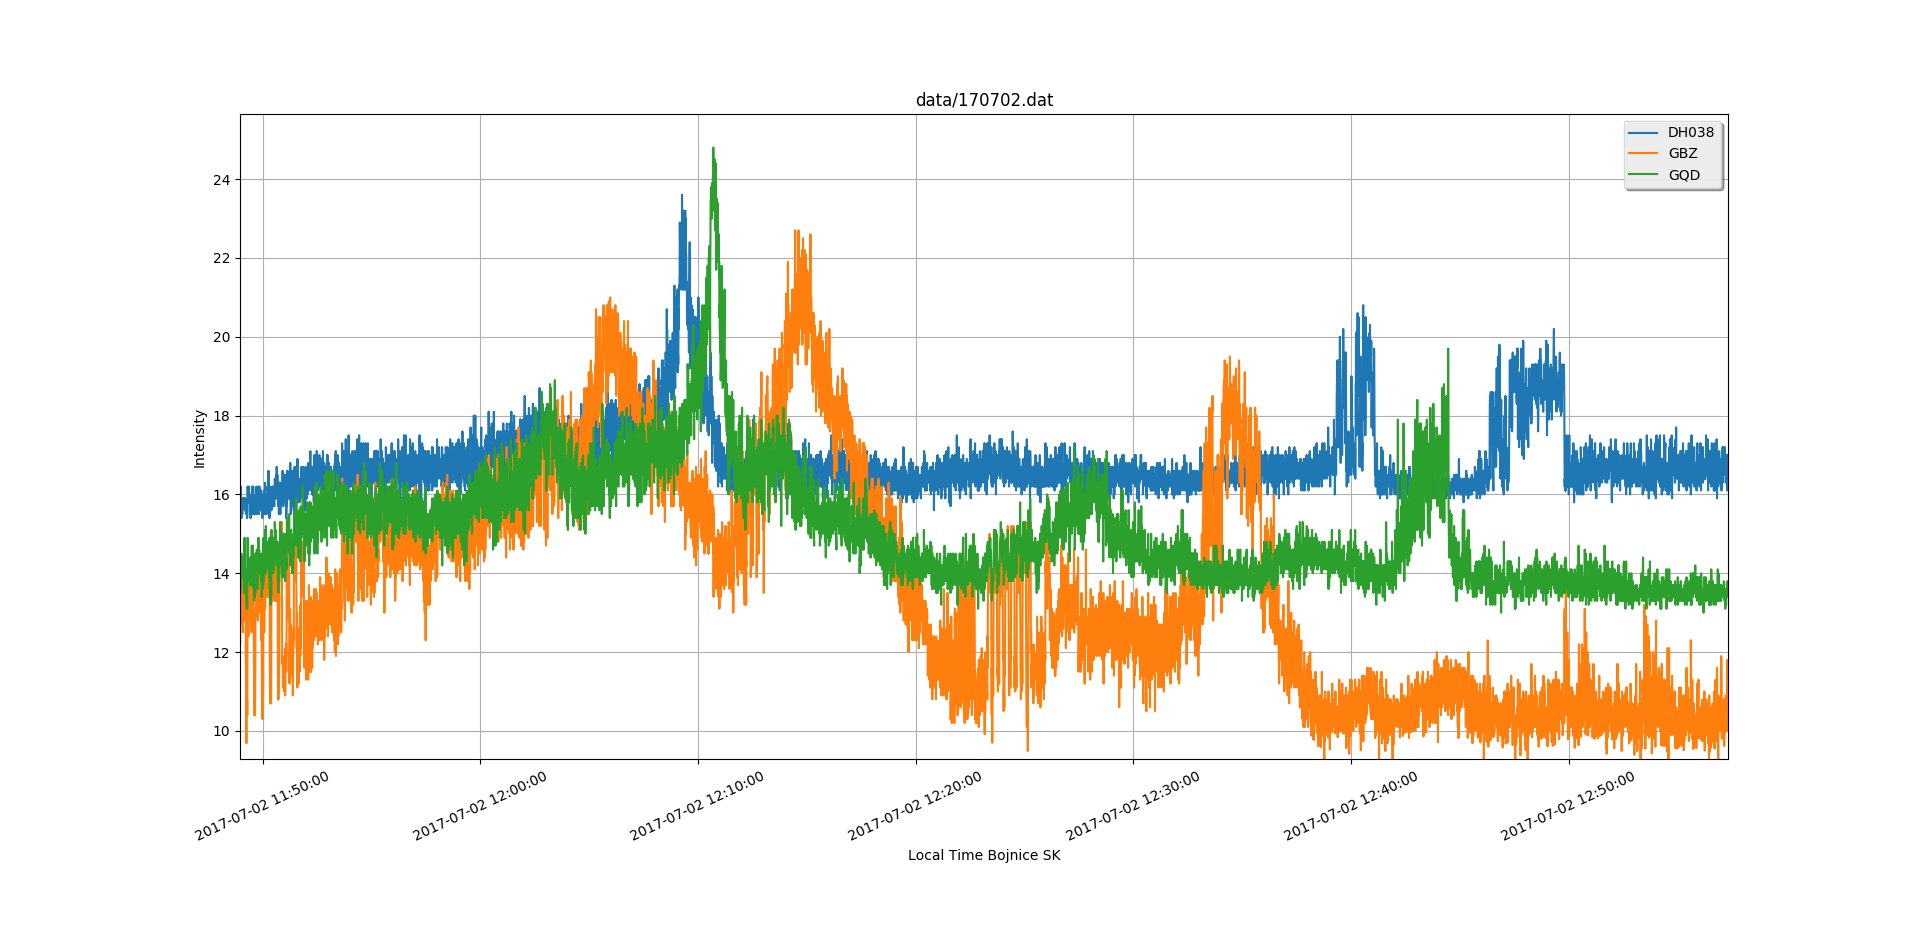 data/170702.dat
DH038
GBZ
GQD
24
22
20
18
16
14
12
10
Intensity
2017-07-02 11:50:00
2017-07-02 12:00:00
2017-07-02 12:10:00
2017-07-02 12:20:00
2017-07-02 12:30:00
2017-07-02 12:40:00
2017-07-02 12:50:00
Local Time Bojnice SK